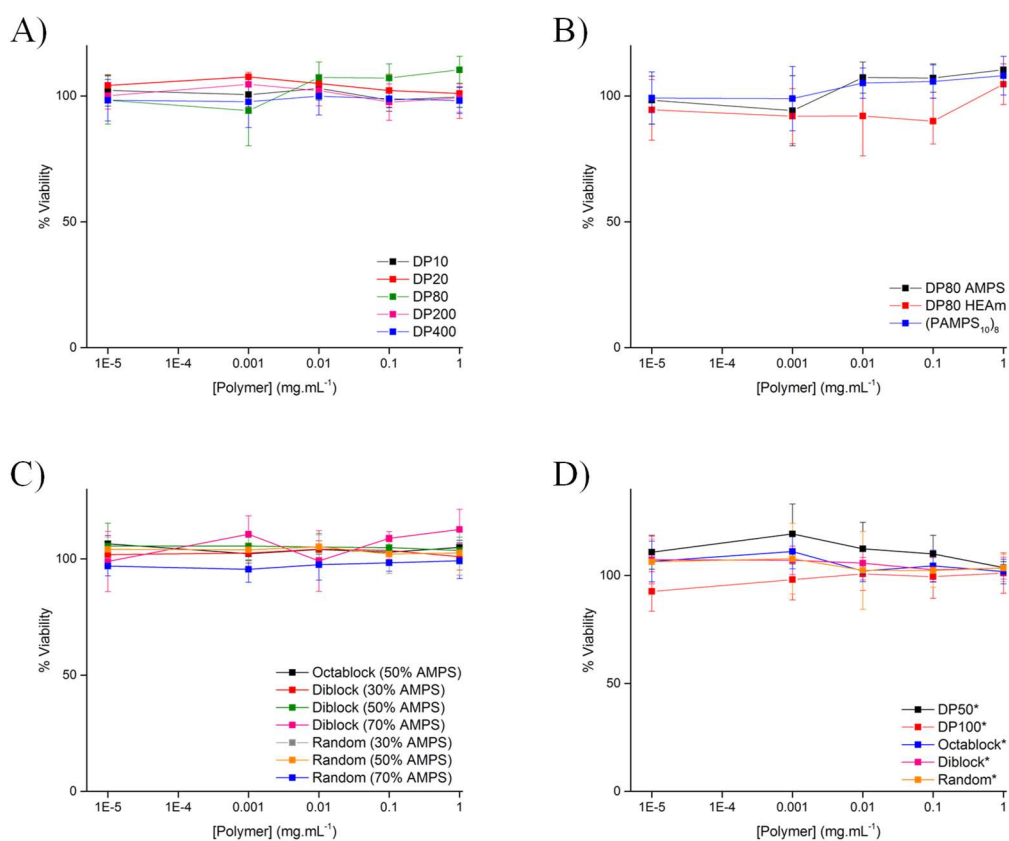 A)
100
50
0
% Viability
DP10
DP20
DP80
DP200
DP400
1E-5 1E-4 0.001 0.01 0.1 1
[Polymer] (mg.mL-1)
B)
100
50
0
% Viability
DP80 AMPS
DP80 HEAm
(PAMPS10)8
1E-5 1E-4 0.001 0.01 0.1 1
[Polymer] (mg.mL-1)
C)
100
50
0
% Viability
Octablock (50% AMPS)
Diblock (30% AMPS)
Diblock (50% AMPS)
Diblock (70% AMPS)
Random (30% AMPS)
Random (50% AMPS)
Random (70% AMPS)
1E-5 1E-4 0.001 0.01 0.1 1
[Polymer] (mg.mL-1)
D)
100
50
0
% Viability
DP50*
DP100*
Octablock*
Diblock*
Random*
1E-5 1E-4 0.001 0.01 0.1 1
[Polymer] (mg.mL-1)